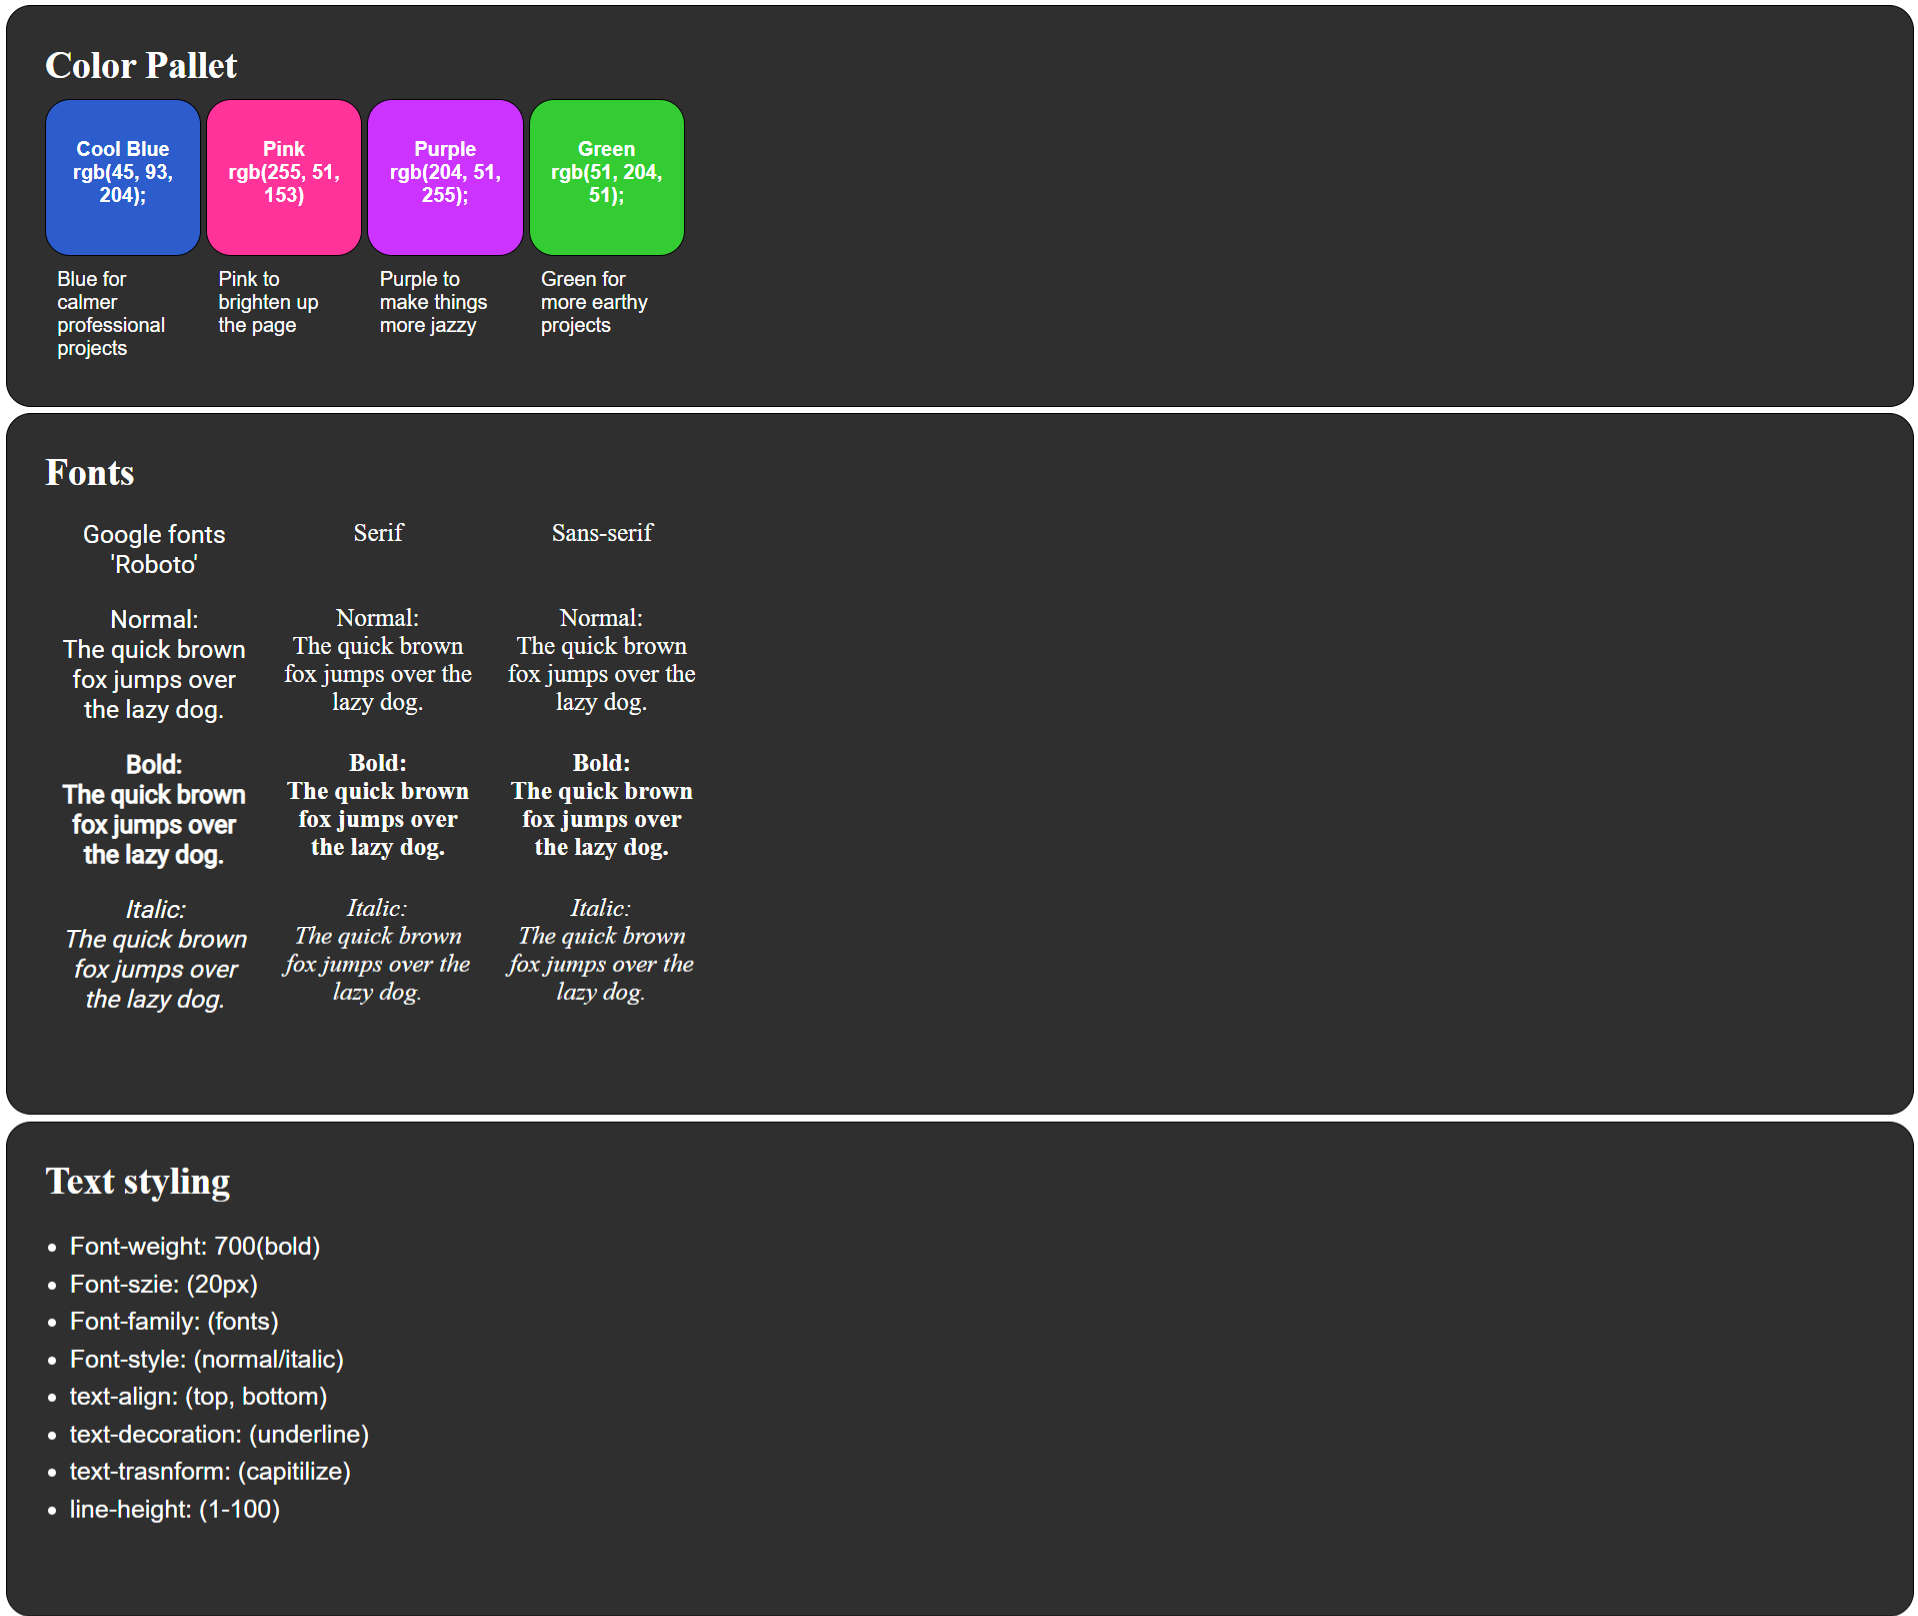 Color Pallet
Cool Blue
rgb(45, 93,
204);
Pink
rgb(255, 51,
153)
Purple
rgb(204, 51,
255);
Green
rgb(51, 204,
51);
Blue for
calmer
professional
projects
Pink to
brighten up
the page
Purple to
make things
more jazzy
Green for
more earthy
projects
Fonts
Google fonts
'Roboto'
Normal:
The quick brown
fox jumps over
the lazy dog.
Bold:
The quick brown
fox jumps over
the lazy dog.
Italic:
The quick brown
fox jumps over
the lazy dog.
Serif
Normal:
The quick brown
fox jumps over the
lazy dog.
Bold:
The quick brown
fox jumps over
the lazy dog.
Italic:
The quick brown
fox jumps over the
lazy dog.
Sans-serif
Normal:
The quick brown
fox jumps over the
lazy dog.
Bold:
The quick brown
fox jumps over
the lazy dog.
Italic:
The quick brown
fox jumps over the
lazy dog.
Text styling
• Font-weight: 700(bold)
• Font-szie: (20px)
• Font-family: (fonts)
• Font-style: (normal/italic)
• text-align: (top, bottom)
• text-decoration: (underline)
• text-trasnform: (capitilize)
• line-height: (1-100)